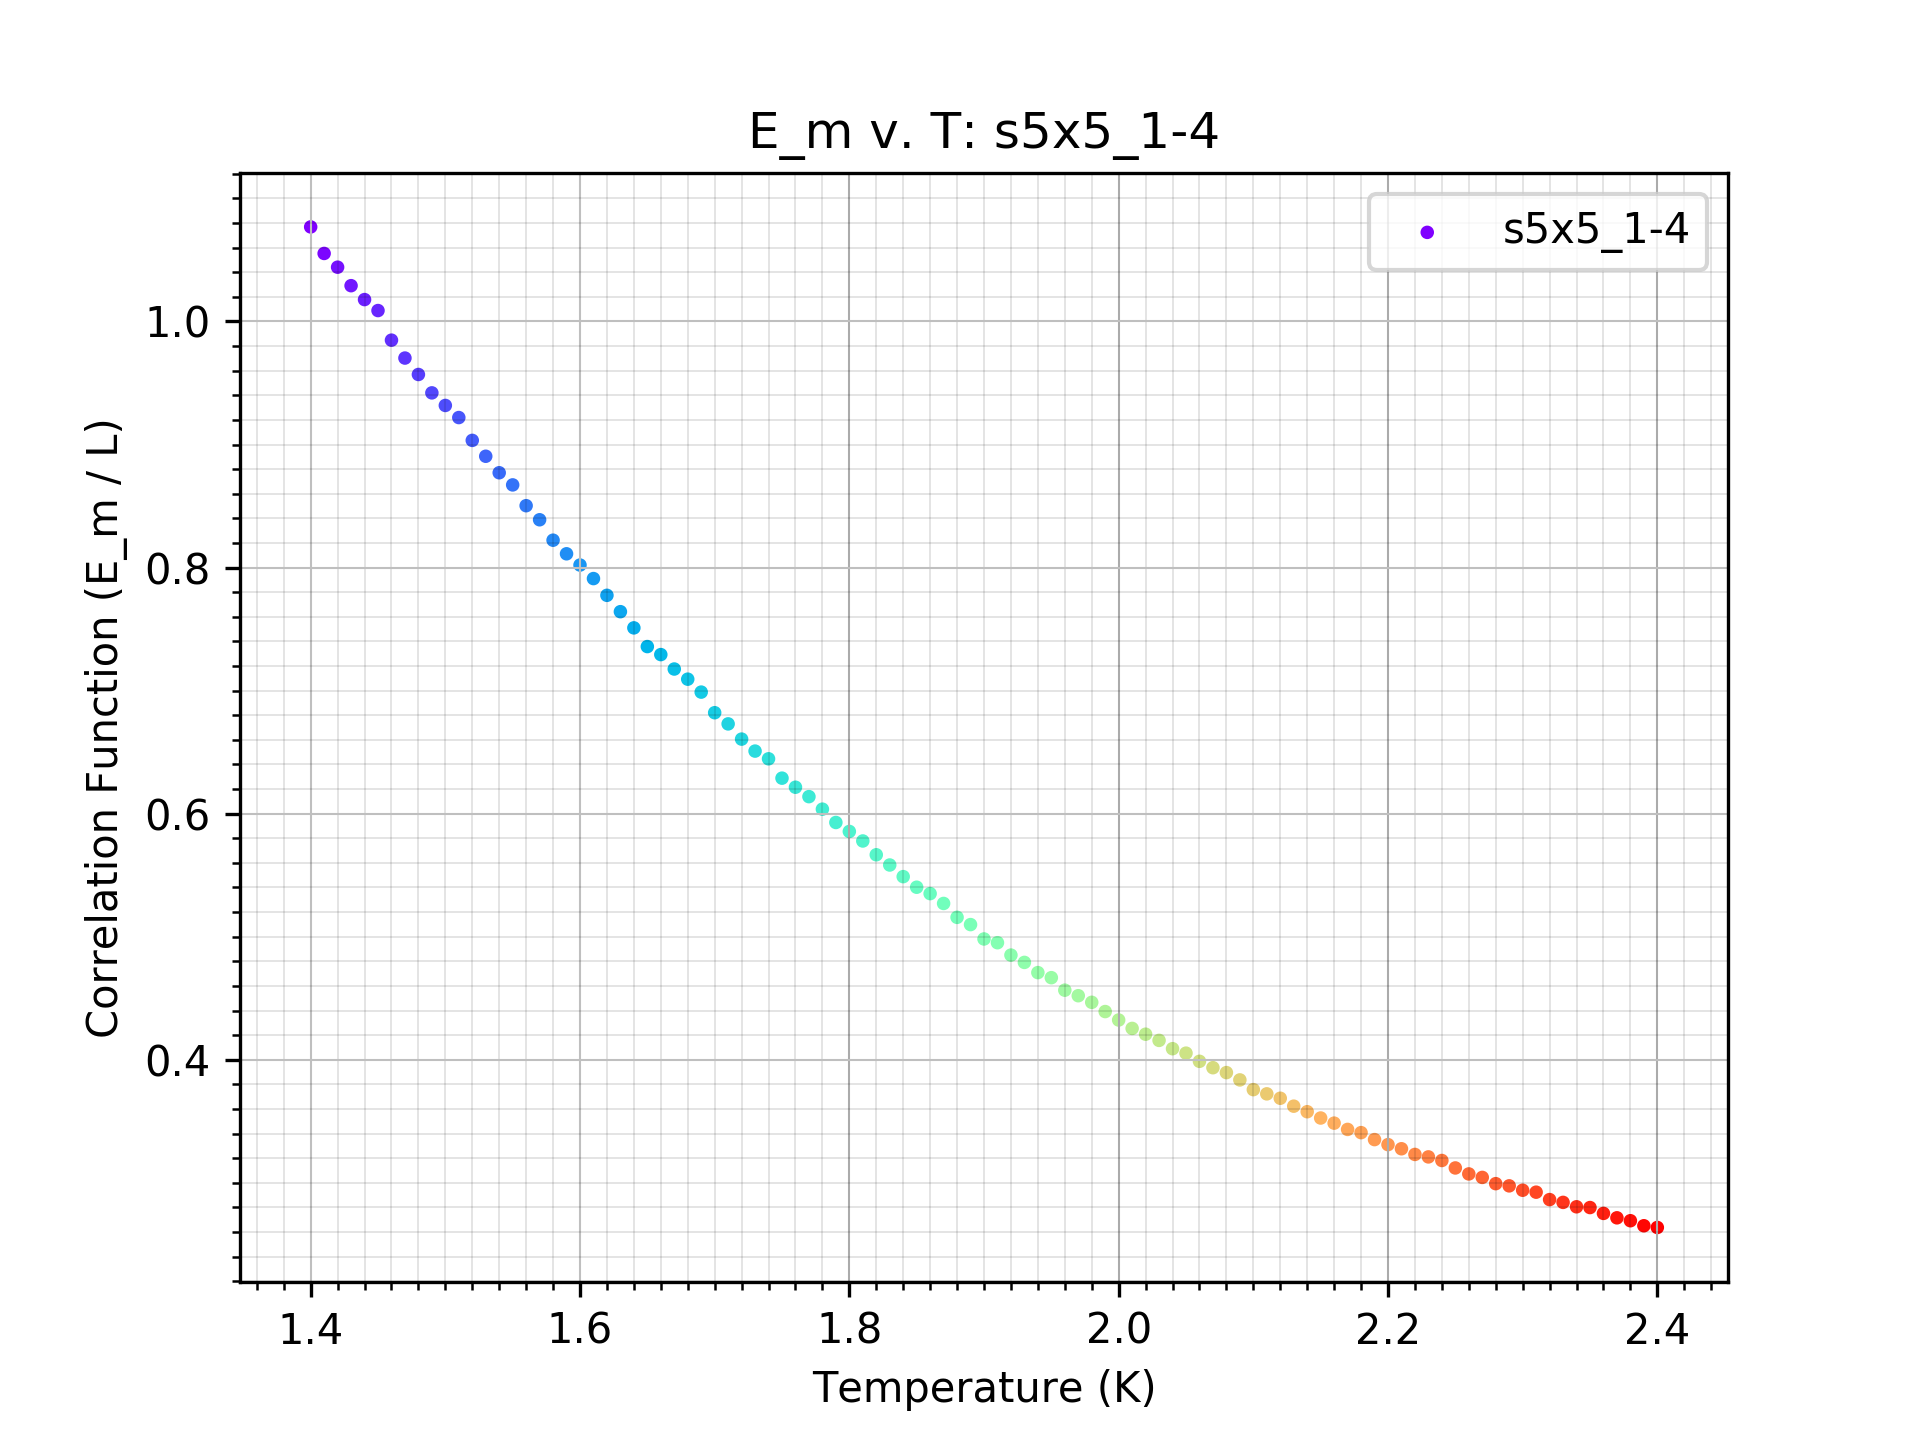 E_m v. T: s5x5_1-4
s5x5_1-4
Correlation Function (E_m / L)
1.0
0.8
0.6
0.4
1.4 1.6 1.8 2.0 2.2 2.4
Temperature (K)